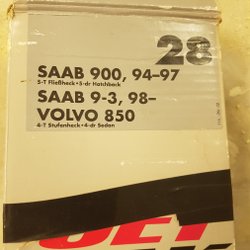 28
SAAB 900, 94–97
5-T Fließheck • 5-dr Hatchback
SAAB 9-3, 98–
VOLVO 850
4-T Stufenheck • 4-dr Sedan